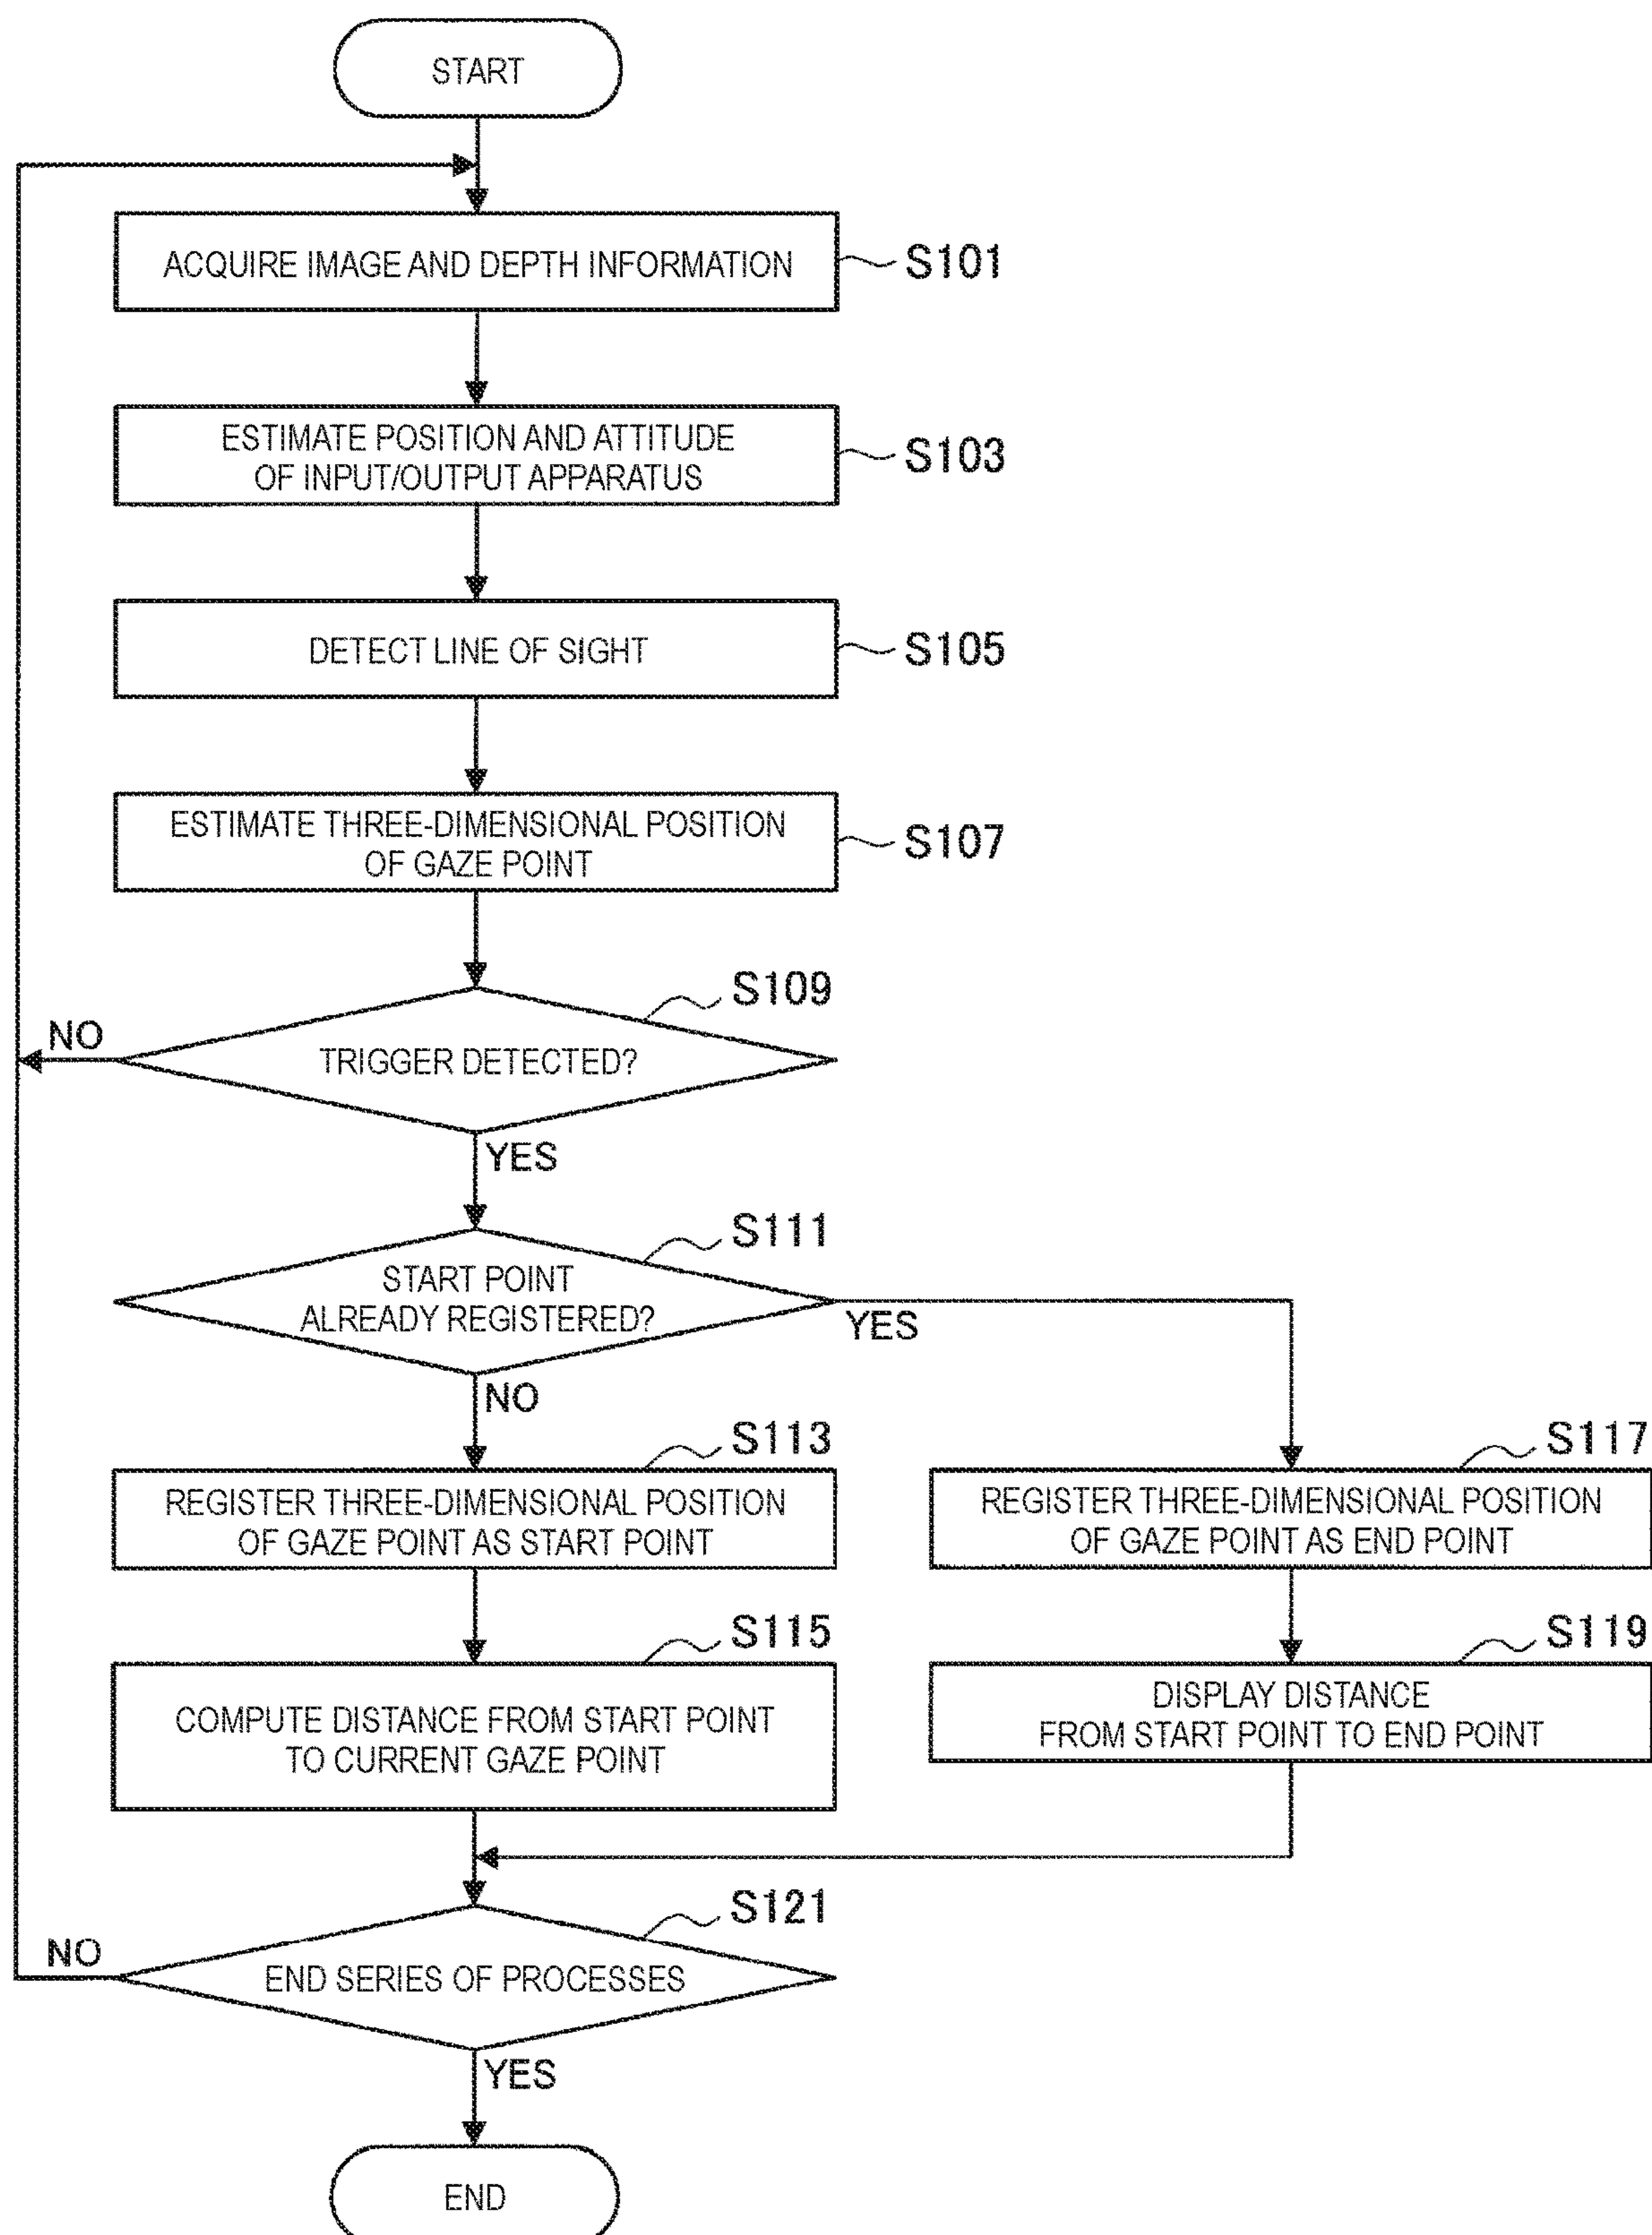 START
ACQUIRE IMAGE AND DEPTH INFORMATION
S101
ESTIMATE POSITION AND ATTITUDE
OF INPUT/OUTPUT APPARATUS
S103
DETECT LINE OF SIGHT
S105
ESTIMATE THREE-DIMENSIONAL POSITION
OF GAZE POINT
S107
S109
NO
TRIGGER DETECTED?
YES
S111
START POINT
ALREADY REGISTERED?
YES
NO
S113
REGISTER THREE-DIMENSIONAL POSITION
OF GAZE POINT AS START POINT
S117
REGISTER THREE-DIMENSIONAL POSITION
OF GAZE POINT AS END POINT
S115
COMPUTE DISTANCE FROM START POINT
TO CURRENT GAZE POINT
S119
DISPLAY DISTANCE
FROM START POINT TO END POINT
S121
NO
END SERIES OF PROCESSES
YES
END